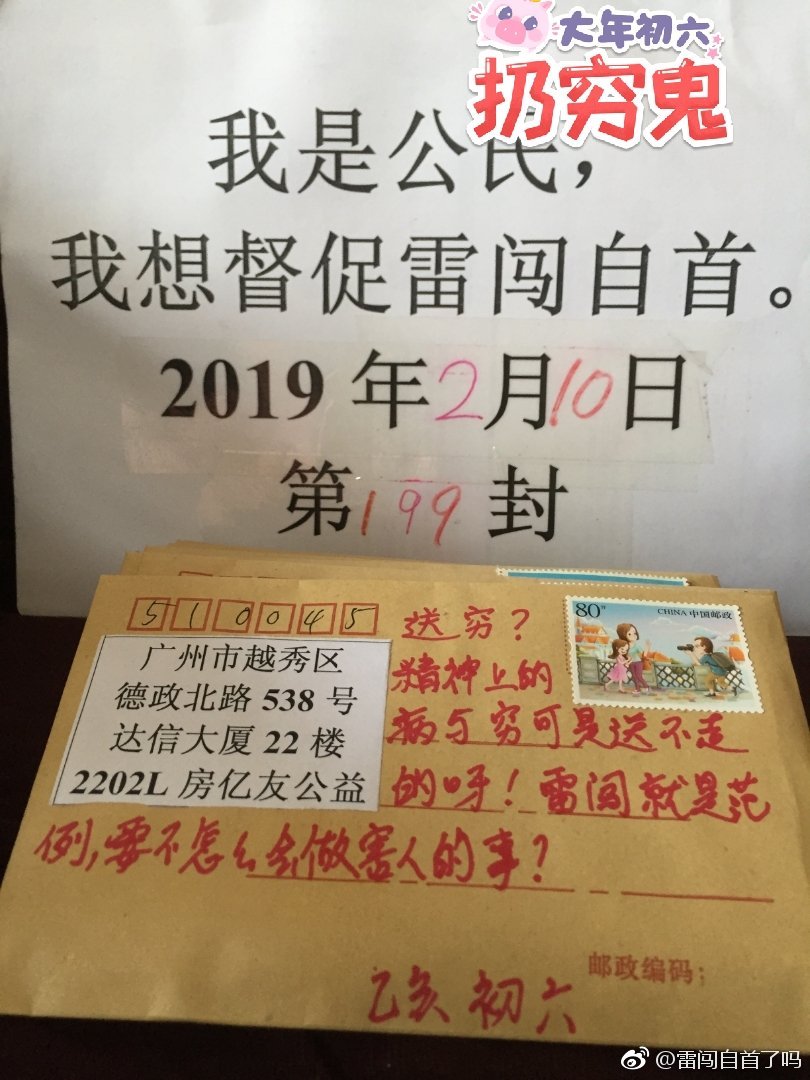 大年初六
扔穷鬼
我是公民，
我想督促雷闯自首。
2019 年2月10日
第199 封
510045
广州市越秀区
德政北路 538 号
达信大厦 22 楼
2202L 房亿友公益
80分
CHINA 中国邮政
送穷？
精神上的
病与穷可是送不走
的呀！雷闯就是范
例，要不怎么会做害人的事？
邮政编码：
乙亥初六
@雷闯自首了吗